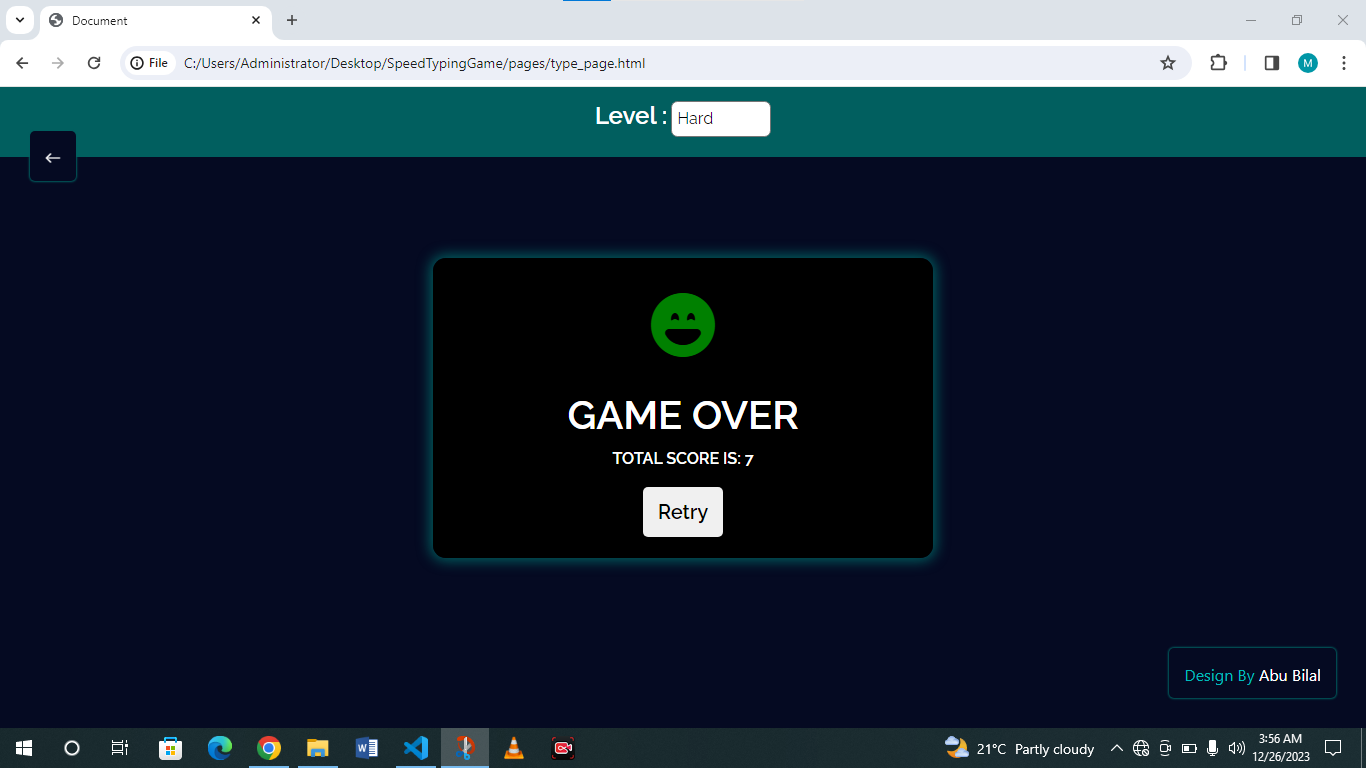 Document
File
C:/Users/Administrator/Desktop/SpeedTypingGame/pages/type_page.html
M
Level : Hard
GAME OVER
TOTAL SCORE IS: 7
Retry
Design By Abu Bilal
21°C Partly cloudy
3:56 AM
12/26/2023